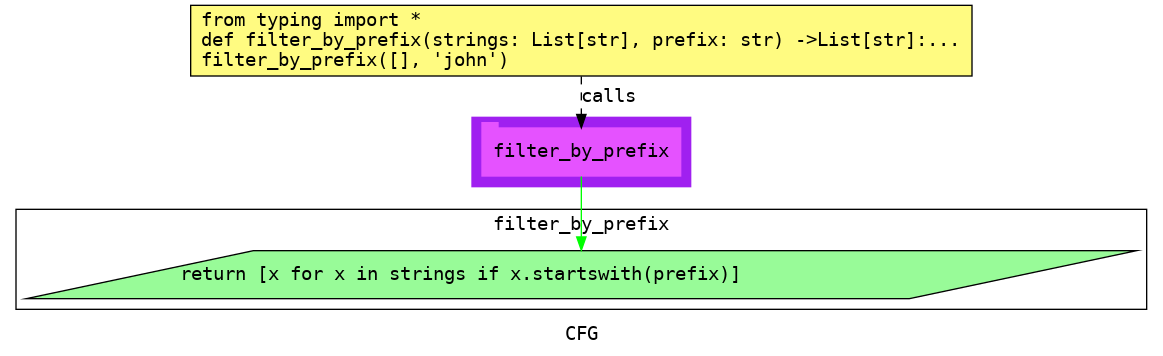 from typing import *
def filter_by_prefix(strings: List[str], prefix: str) ->List[str]:...
filter_by_prefix([], 'john')
calls
filter_by_prefix
filter_by_prefix
return [x for x in strings if x.startswith(prefix)]
CFG